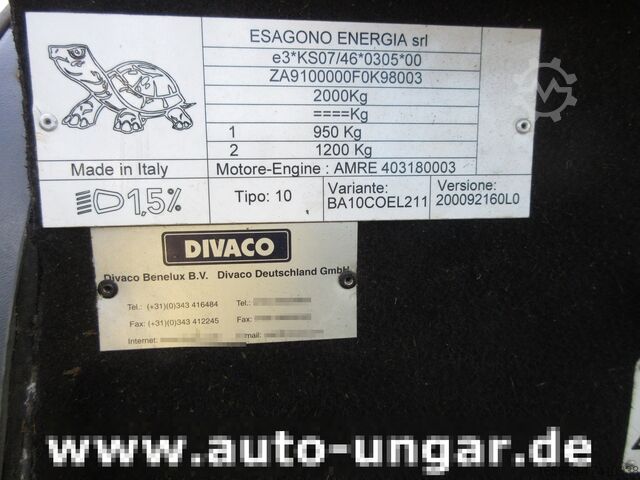 ESAGONO ENERGIA srl
e3*KS07/46*0305*00
ZA9100000F0K98003
2000Kg
====Kg
1 950 Kg
2 1200 Kg
Made in Italy Motore-Engine : AMRE 403180003
1,5% Tipo: 10 Variante: BA10COEL211 Versione: 200092160L0
DIVACO
Divaco Benelux B.V. Divaco Deutschland GmbH
Tel.: (+31)(0)343 416484 Tel.:
Fax: (+31)(0)343 412245 Fax:
Internet: Email:
www.auto-ungar.de